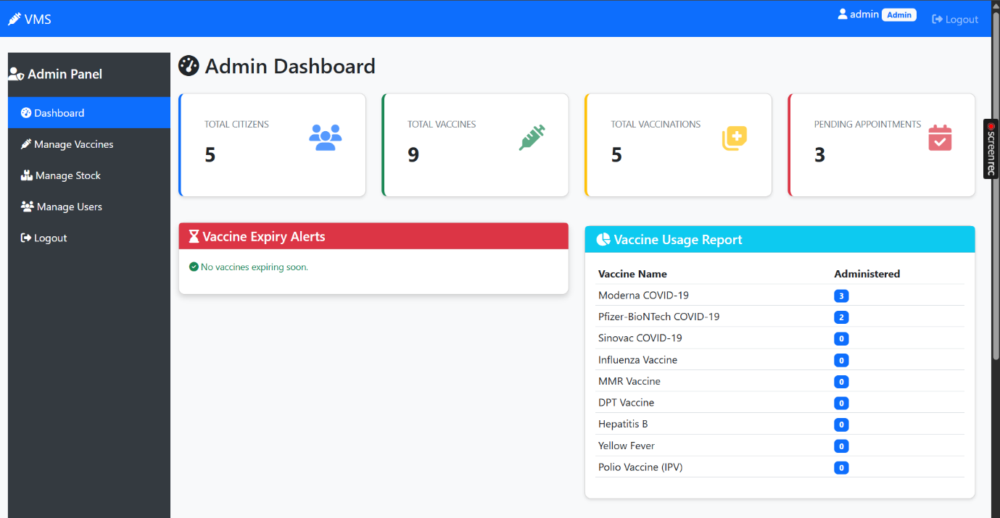 VMS
admin Admin
Logout
Admin Panel
Dashboard
Manage Vaccines
Manage Stock
Manage Users
Logout
Admin Dashboard
TOTAL CITIZENS
5
TOTAL VACCINES
9
TOTAL VACCINATIONS
5
PENDING APPOINTMENTS
3
Vaccine Expiry Alerts
No vaccines expiring soon.
Vaccine Usage Report
Vaccine Name Administered
Moderna COVID-19 3
Pfizer-BioNTech COVID-19 2
Sinovac COVID-19 0
Influenza Vaccine 0
MMR Vaccine 0
DPT Vaccine 0
Hepatitis B 0
Yellow Fever 0
Polio Vaccine (IPV) 0
screenrec